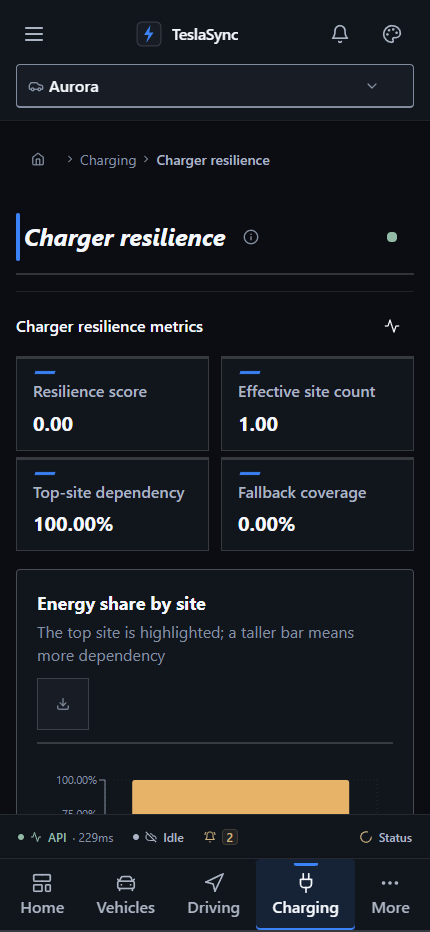 TeslaSync
Aurora
Charging
Charger resilience
Charger resilience
Charger resilience metrics
Resilience score
0.00
Effective site count
1.00
Top-site dependency
100.00%
Fallback coverage
0.00%
Energy share by site
The top site is highlighted; a taller bar means
more dependency
100.00%
75.00%
API · 229ms
Idle
2
Status
Home
Vehicles
Driving
Charging
More